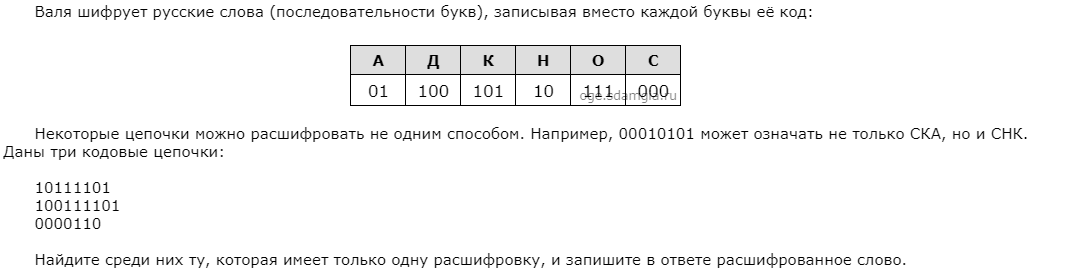 Валя шифрует русские слова (последовательности букв), записывая вместо каждой буквы её код:
А Д К Н О С
01 100 101 10 111 000
oge.sdamgia.ru
Некоторые цепочки можно расшифровать не одним способом. Например, 00010101 может означать не только СКА, но и СНК.
Даны три кодовые цепочки:
10111101
100111101
0000110
Найдите среди них ту, которая имеет только одну расшифровку, и запишите в ответе расшифрованное слово.